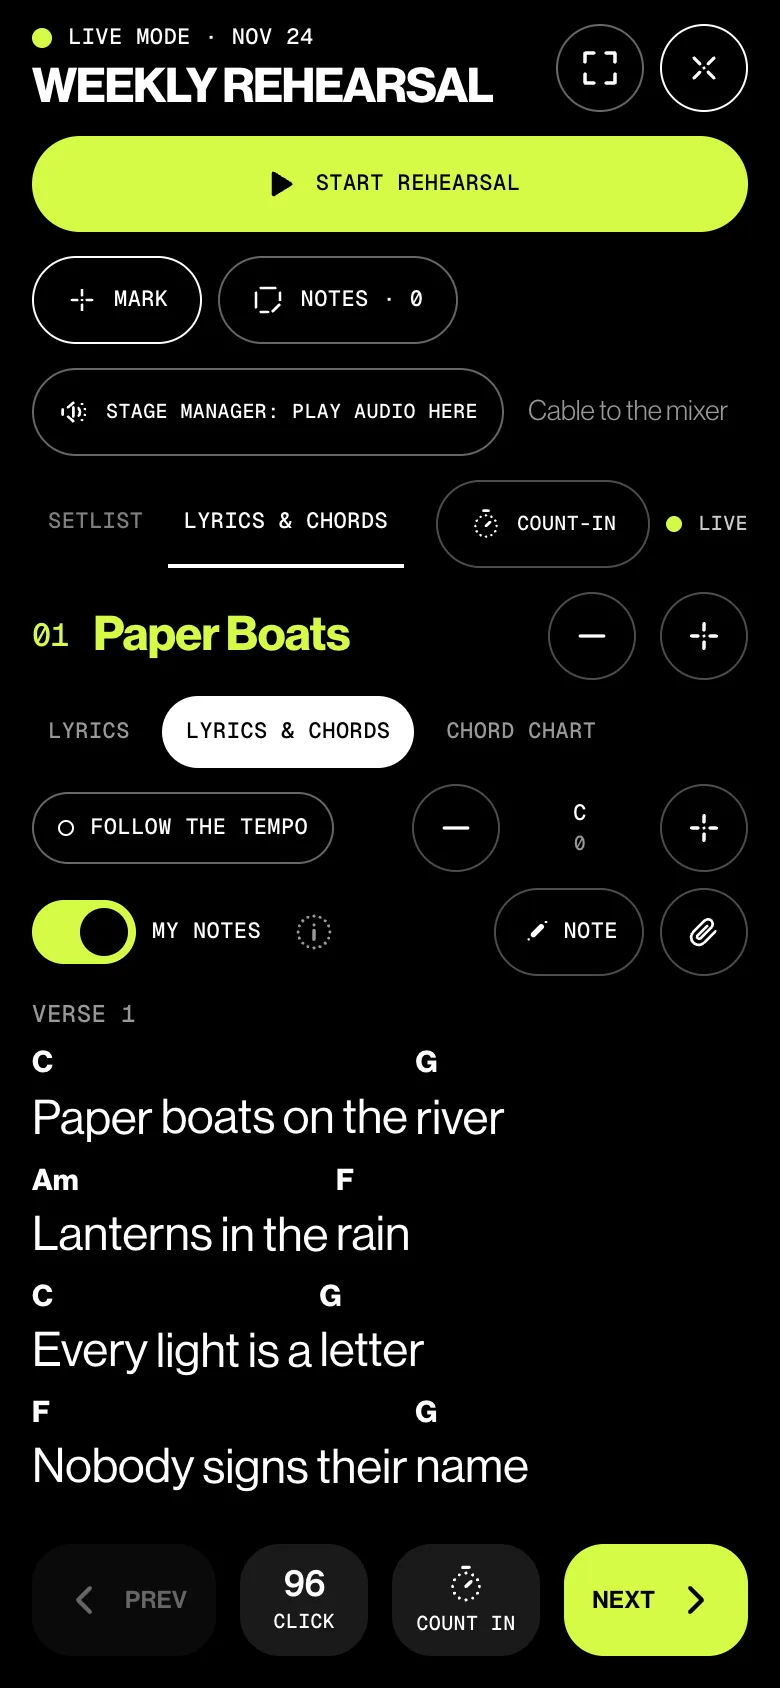 LIVE MODE · NOV 24
WEEKLY REHEARSAL
START REHEARSAL
MARK
NOTES · 0
STAGE MANAGER: PLAY AUDIO HERE
Cable to the mixer
SETLIST
LYRICS & CHORDS
COUNT-IN
LIVE
01 Paper Boats
LYRICS
LYRICS & CHORDS
CHORD CHART
FOLLOW THE TEMPO
C
0
MY NOTES
NOTE
VERSE 1
C G
Paper boats on the river
Am F
Lanterns in the rain
C G
Every light is a letter
F G
Nobody signs their name
PREV
96
CLICK
COUNT IN
NEXT